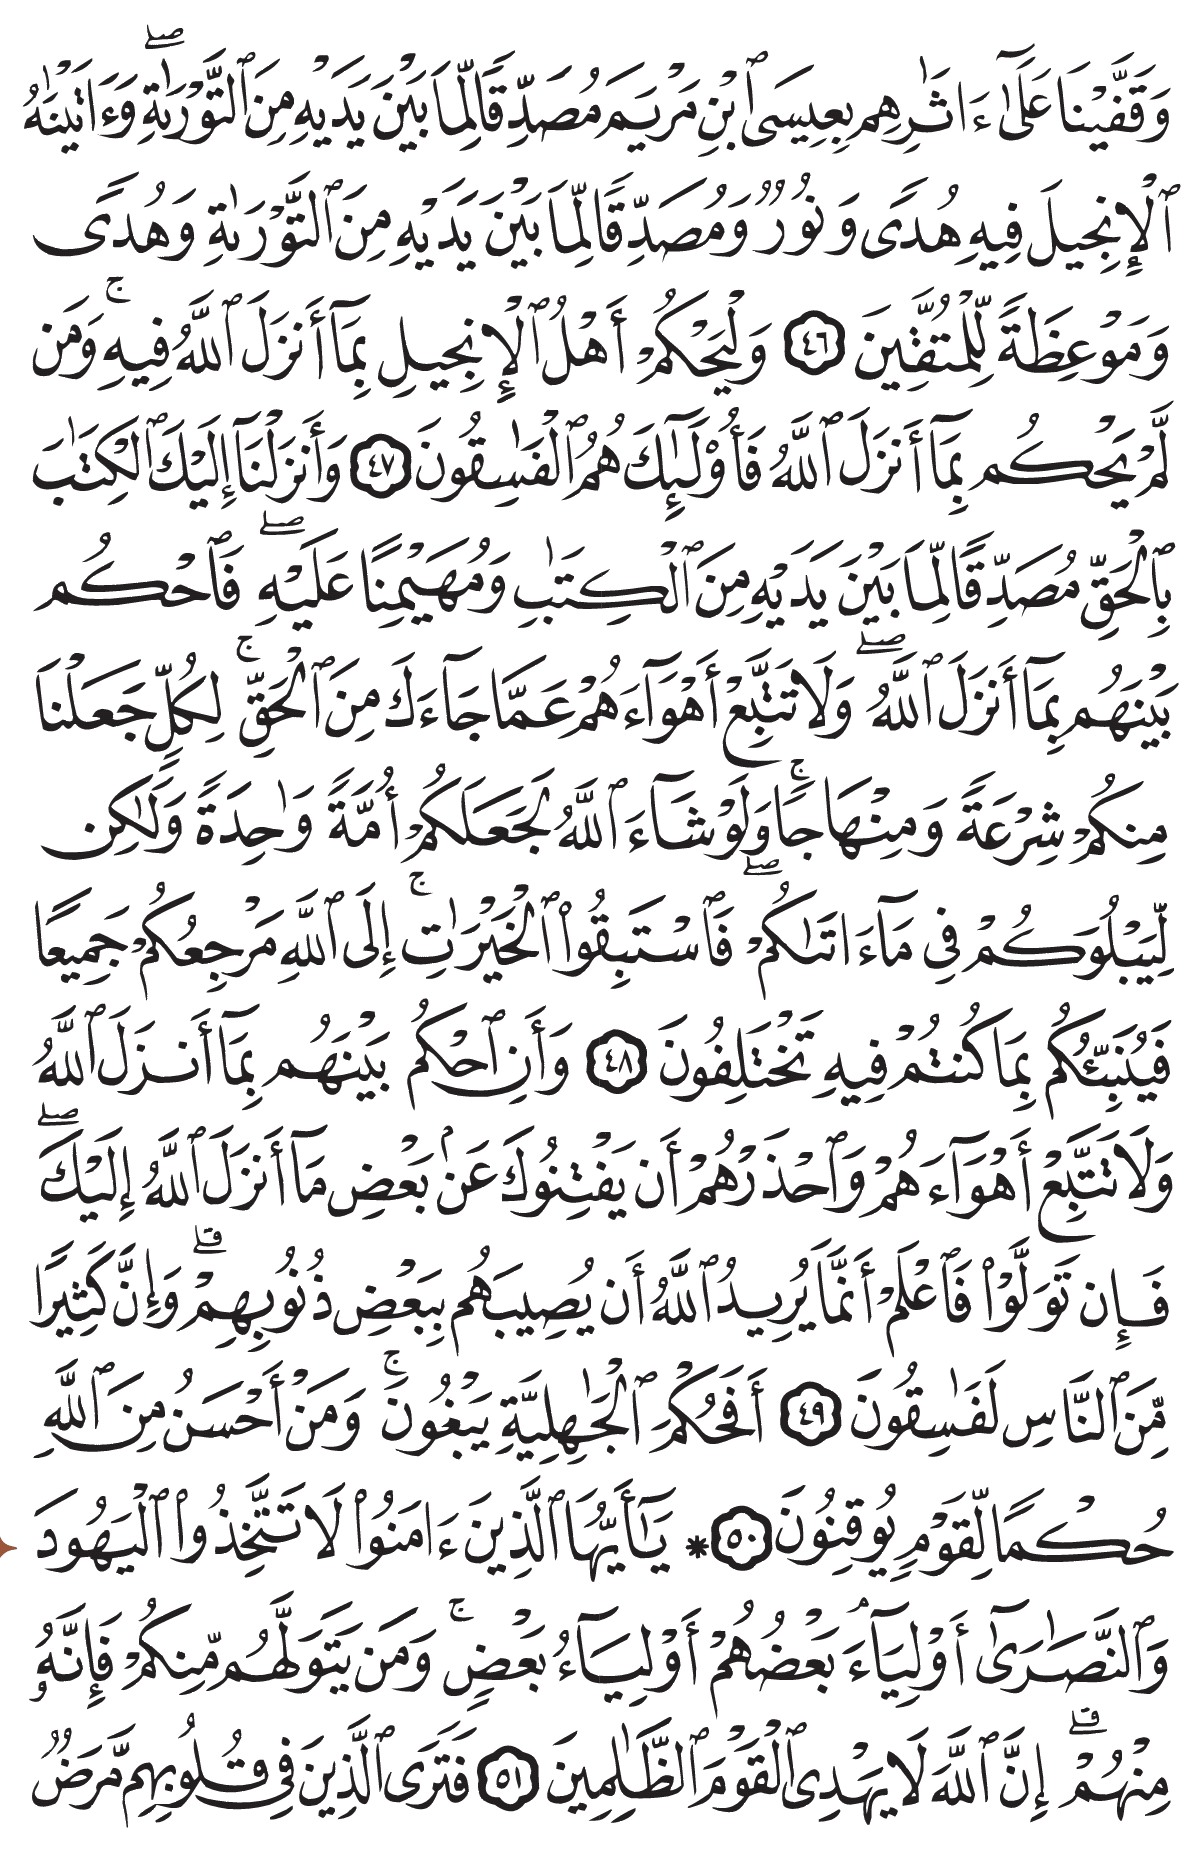 وَقَفَّيْنَا عَلَىٰٓ ءَاثَٰرِهِم بِعِيسَى ٱبْنِ مَرْيَمَ مُصَدِّقًا لِّمَا بَيْنَ يَدَيْهِ مِنَ ٱلتَّوْرَىٰةِۖ وَءَاتَيْنَٰهُ
ٱلْإِنجِيلَ فِيهِ هُدًى وَنُورٌ وَمُصَدِّقًا لِّمَا بَيْنَ يَدَيْهِ مِنَ ٱلتَّوْرَىٰةِ وَهُدًى
وَمَوْعِظَةً لِّلْمُتَّقِينَ ٤٦ وَلْيَحْكُمْ أَهْلُ ٱلْإِنجِيلِ بِمَآ أَنزَلَ ٱللَّهُ فِيهِۚ وَمَن
لَّمْ يَحْكُم بِمَآ أَنزَلَ ٱللَّهُ فَأُو۟لَٰٓئِكَ هُمُ ٱلْفَٰسِقُونَ ٤٧ وَأَنزَلْنَآ إِلَيْكَ ٱلْكِتَٰبَ
بِٱلْحَقِّ مُصَدِّقًا لِّمَا بَيْنَ يَدَيْهِ مِنَ ٱلْكِتَٰبِ وَمُهَيْمِنًا عَلَيْهِۖ فَٱحْكُم
بَيْنَهُم بِمَآ أَنزَلَ ٱللَّهُۖ وَلَا تَتَّبِعْ أَهْوَآءَهُمْ عَمَّا جَآءَكَ مِنَ ٱلْحَقِّۚ لِكُلٍّ جَعَلْنَا
مِنكُمْ شِرْعَةً وَمِنْهَاجًاۚ وَلَوْ شَآءَ ٱللَّهُ لَجَعَلَكُمْ أُمَّةً وَٰحِدَةً وَلَٰكِن
لِّيَبْلُوَكُمْ فِى مَآ ءَاتَىٰكُمْۖ فَٱسْتَبِقُوا۟ ٱلْخَيْرَٰتِۚ إِلَى ٱللَّهِ مَرْجِعُكُمْ جَمِيعًا
فَيُنَبِّئُكُم بِمَا كُنتُمْ فِيهِ تَخْتَلِفُونَ ٤٨ وَأَنِ ٱحْكُم بَيْنَهُم بِمَآ أَنزَلَ ٱللَّهُ
وَلَا تَتَّبِعْ أَهْوَآءَهُمْ وَٱحْذَرْهُمْ أَن يَفْتِنُوكَ عَنۢ بَعْضِ مَآ أَنزَلَ ٱللَّهُ إِلَيْكَۖ
فَإِن تَوَلَّوْا۟ فَٱعْلَمْ أَنَّمَا يُرِيدُ ٱللَّهُ أَن يُصِيبَهُم بِبَعْضِ ذُنُوبِهِمْۗ وَإِنَّ كَثِيرًا
مِّنَ ٱلنَّاسِ لَفَٰسِقُونَ ٤٩ أَفَحُكْمَ ٱلْجَٰهِلِيَّةِ يَبْغُونَۚ وَمَنْ أَحْسَنُ مِنَ ٱللَّهِ
حُكْمًا لِّقَوْمٍ يُوقِنُونَ ٥٠ ۞ يَٰٓأَيُّهَا ٱلَّذِينَ ءَامَنُوا۟ لَا تَتَّخِذُوا۟ ٱلْيَهُودَ
وَٱلنَّصَٰرَىٰٓ أَوْلِيَآءَۘ بَعْضُهُمْ أَوْلِيَآءُ بَعْضٍۚ وَمَن يَتَوَلَّهُم مِّنكُمْ فَإِنَّهُۥ
مِنْهُمْۗ إِنَّ ٱللَّهَ لَا يَهْدِى ٱلْقَوْمَ ٱلظَّٰلِمِينَ ٥١ فَتَرَى ٱلَّذِينَ فِى قُلُوبِهِم مَّرَضٌ